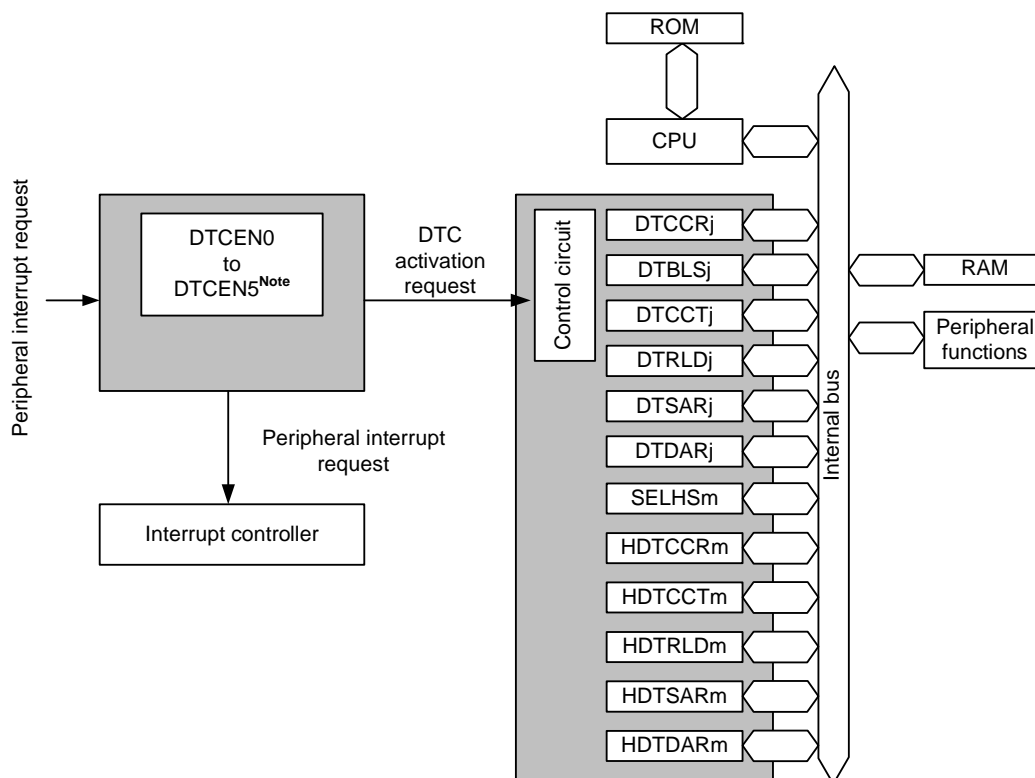 ROM
CPU
Peripheral interrupt request
DTCEN0
to
DTCEN5Note
DTC
activation
request
Control circuit
DTCCRj
DTBLSj
DTCCTj
DTRLDj
DTSARj
DTDARj
SELHSm
HDTCCRm
HDTCCTm
HDTRLDm
HDTSARm
HDTDARm
Internal bus
RAM
Peripheral
functions
Peripheral interrupt
request
Interrupt controller